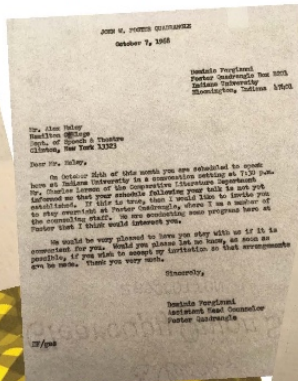 JOHN W. FOSTER QUADRANGLE
October 7, 1968
Dominic Forgianni
Foster Quadrangle Box 2221
Indiana University
Bloomington, Indiana 47401
Mr. Alex Haley
Hamilton College
Dept. of Speech & Theatre
Clinton, New York 13323
Dear Mr. Haley,
On October 24th of this month you are scheduled to speak
here at Indiana University in a convocation setting at 7:30 p.m.
Mr. Charles Larson of the Comparative Literature Department
informed me that your schedule following your talk is not yet
established. If this is true, then I would like to invite you
to stay overnight at Foster Quadrangle, where I am a member of
the counseling staff. We are conducting some programs here at
Foster that I think would interest you.
We would be very pleased to have you stay with us if it is
convenient for you. Would you please let me know, as soon as
possible, if you wish to accept my invitation so that arrangements
can be made. Thank you very much.
Sincerely,
Dominic Forgianni
Assistant Head Counselor
Foster Quadrangle